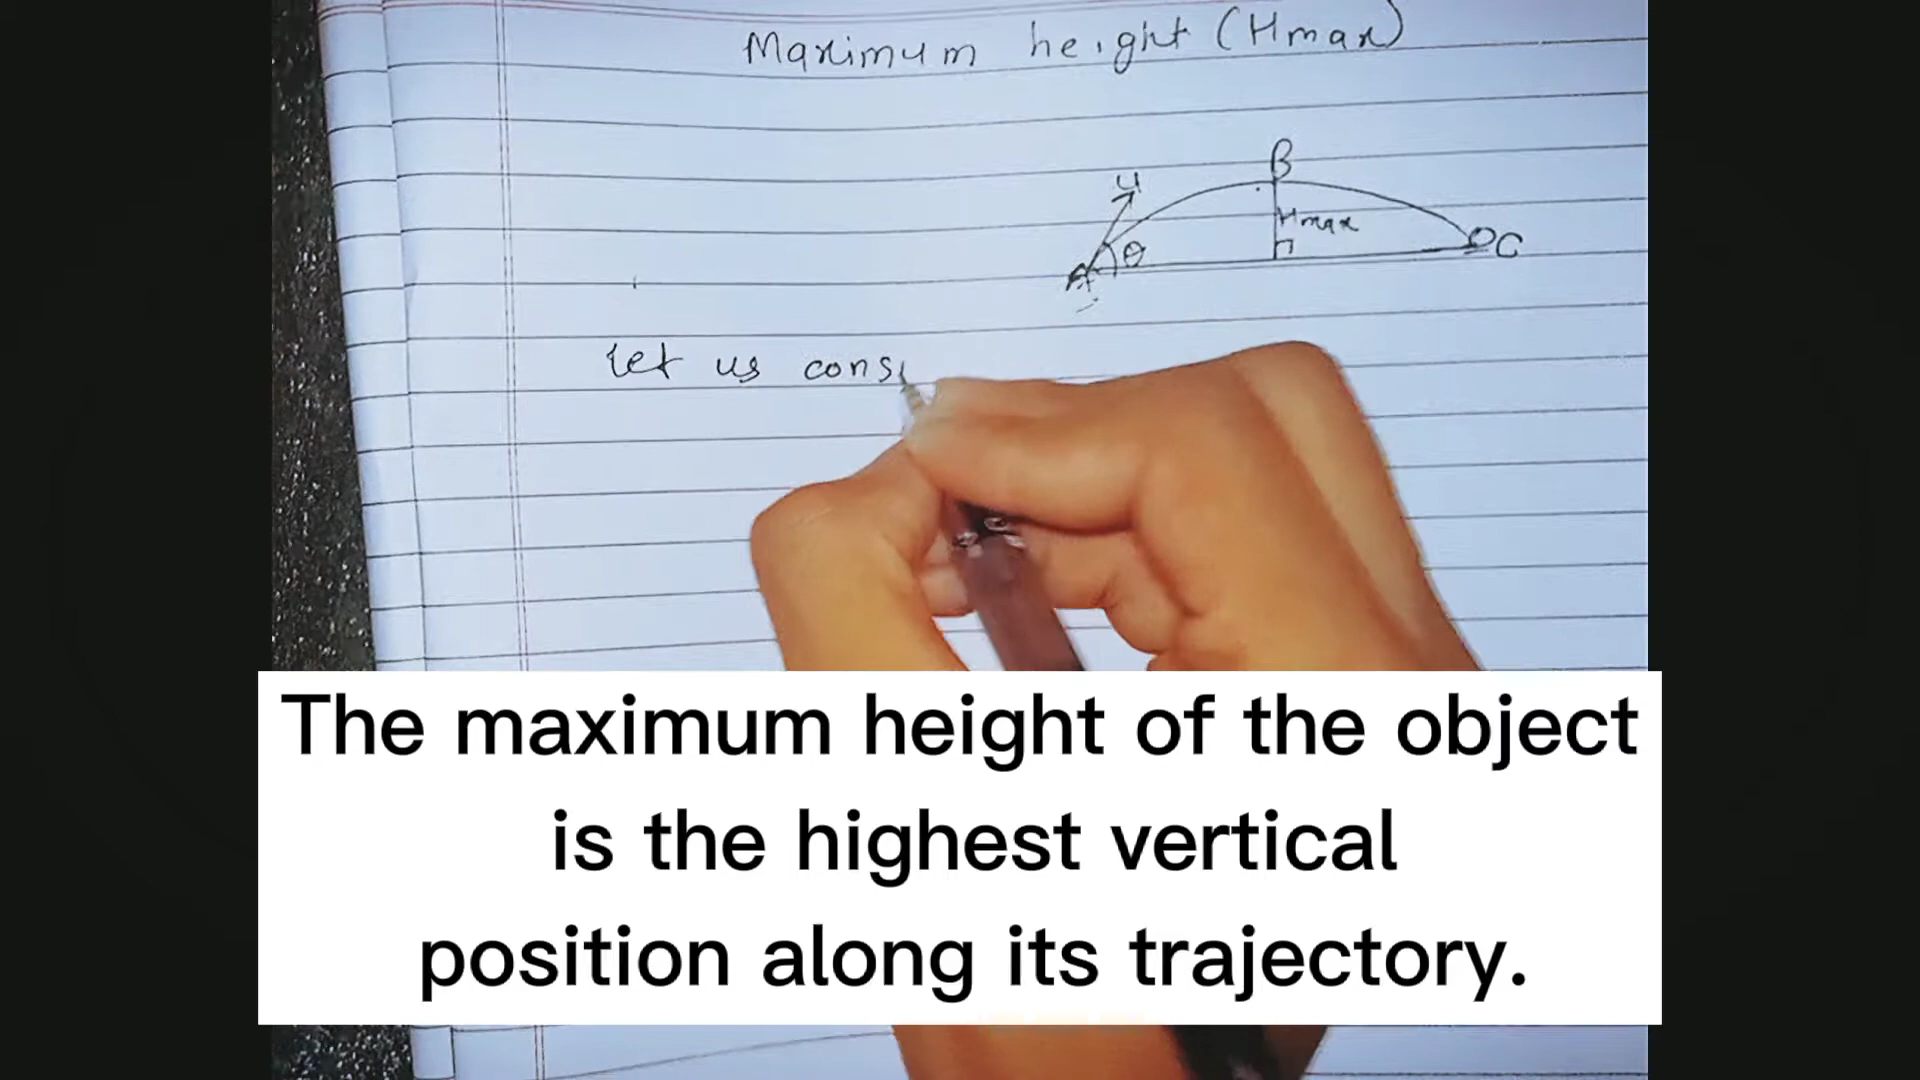 Maximum height (Hmax)
B
u
Hmax
θ
C
A
let us consi
The maximum height of the object
is the highest vertical
position along its trajectory.